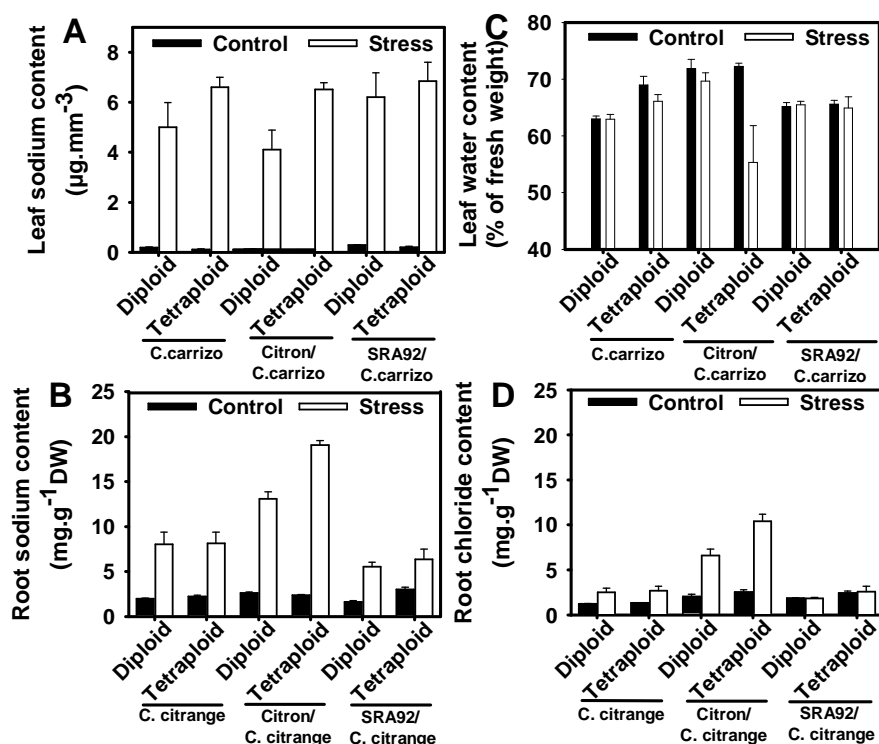 A
Control
Stress
Leaf sodium content
(µg.mm⁻³)
8
6
4
2
0
Diploid
Tetraploid
Diploid
Tetraploid
Diploid
Tetraploid
C.carrizo
Citron/
C.carrizo
SRA92/
C.carrizo
C
Control
Stress
Leaf water content
(% of fresh weight)
80
70
60
50
40
Diploid
Tetraploid
Diploid
Tetraploid
Diploid
Tetraploid
C.carrizo
Citron/
C.carrizo
SRA92/
C.carrizo
B
Control
Stress
Root sodium content
(mg.g⁻¹DW)
25
20
15
10
5
0
Diploid
Tetraploid
Diploid
Tetraploid
Diploid
Tetraploid
C. citrange
Citron/
C. citrange
SRA92/
C. citrange
D
Control
Stress
Root chloride content
(mg.g⁻¹DW)
25
20
15
10
5
0
Diploid
Tetraploid
Diploid
Tetraploid
Diploid
Tetraploid
C. citrange
Citron/
C. citrange
SRA92/
C. citrange